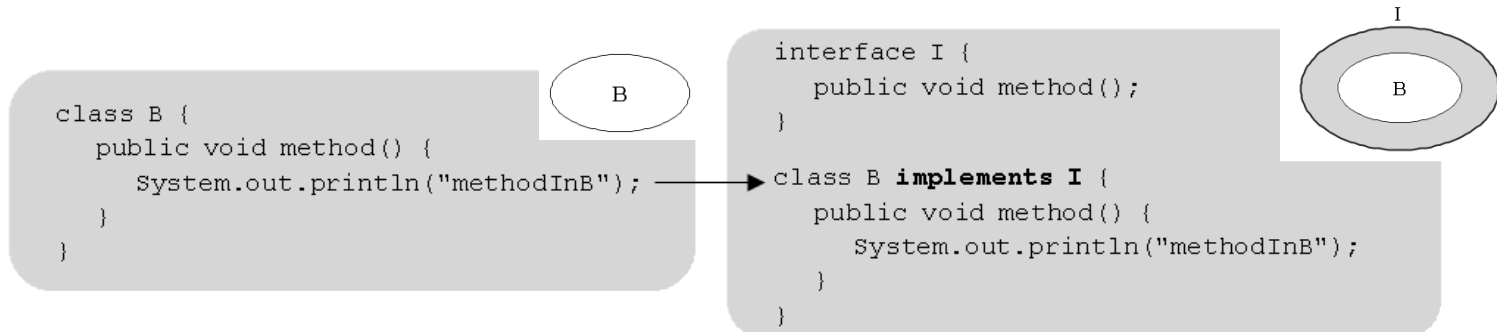 class B {
public void method() {
System.out.println("methodInB");
}
}
B
interface I {
public void method();
}
class B implements I {
public void method() {
System.out.println("methodInB");
}
}
I
B